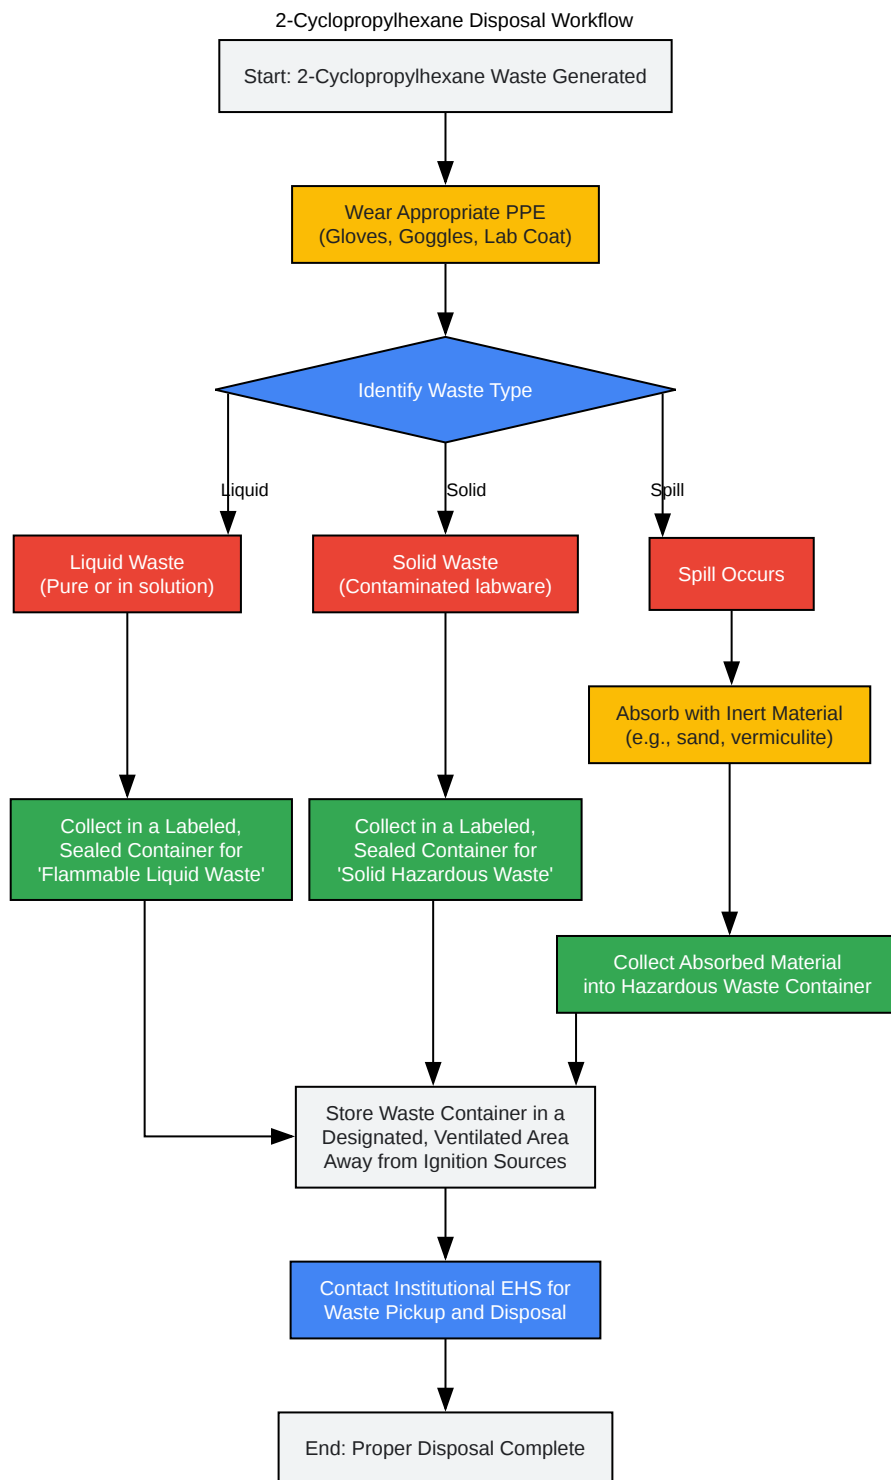 2-Cyclopropylhexane Disposal Workflow
Start: 2-Cyclopropylhexane Waste Generated
Wear Appropriate PPE
(Gloves, Goggles, Lab Coat)
Identify Waste Type
Liquid
Solid
Spill
Liquid Waste
(Pure or in solution)
Solid Waste
(Contaminated labware)
Spill Occurs
Absorb with Inert Material
(e.g., sand, vermiculite)
Collect in a Labeled,
Sealed Container for
'Flammable Liquid Waste'
Collect in a Labeled,
Sealed Container for
'Solid Hazardous Waste'
Collect Absorbed Material
into Hazardous Waste Container
Store Waste Container in a
Designated, Ventilated Area
Away from Ignition Sources
Contact Institutional EHS for
Waste Pickup and Disposal
End: Proper Disposal Complete